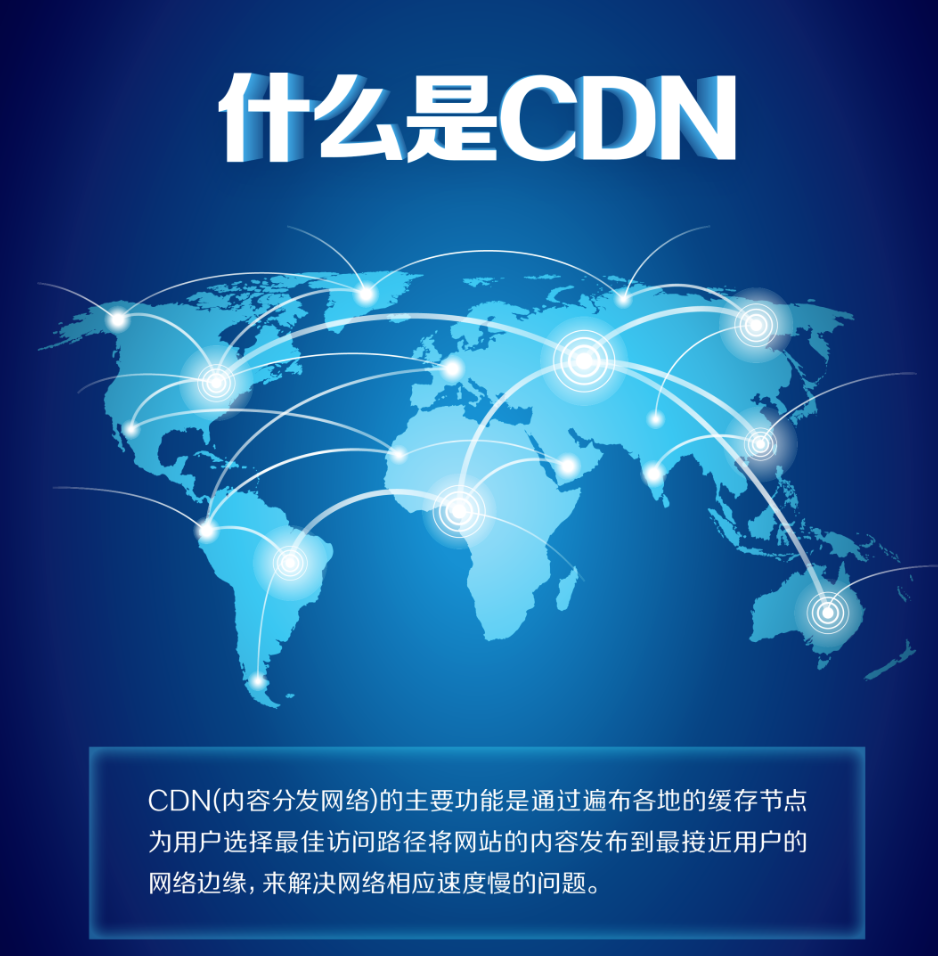 什么是CDN
CDN(内容分发网络)的主要功能是通过遍布各地的缓存节点
为用户选择最佳访问路径将网站的内容发布到最接近用户的
网络边缘，来解决网络相应速度慢的问题。